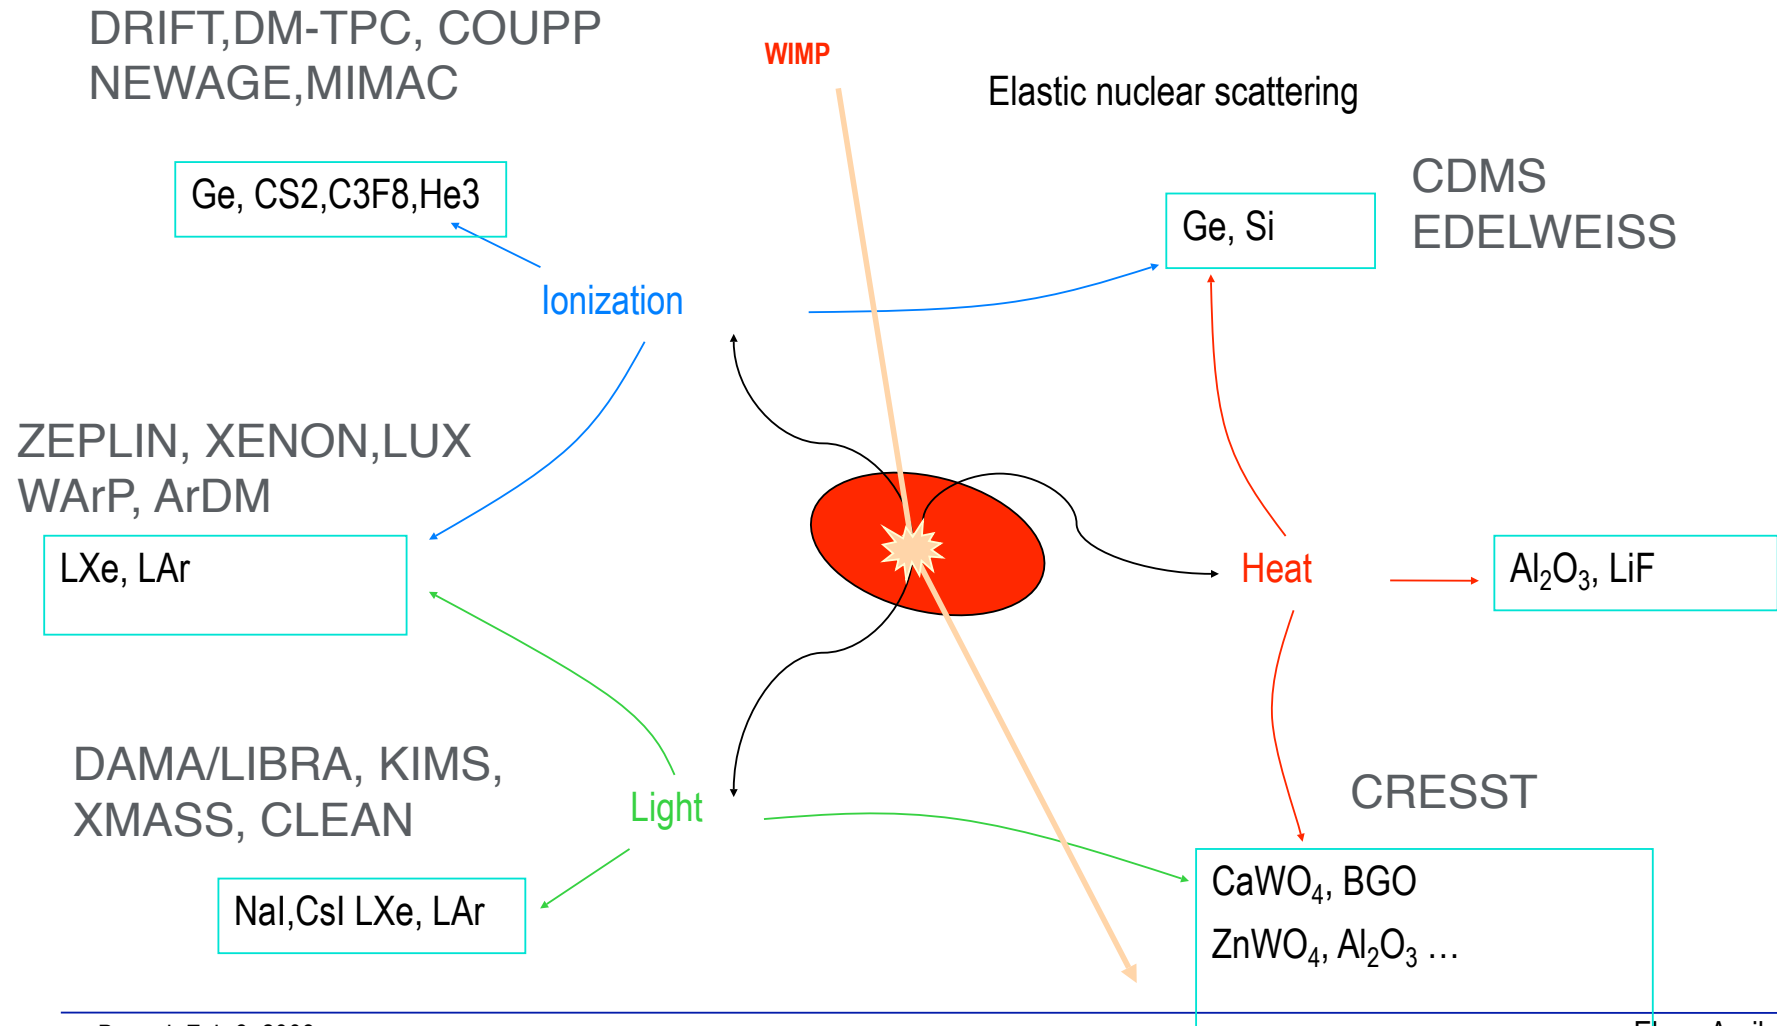 DRIFT,DM-TPC, COUPP
NEWAGE,MIMAC
WIMP
Elastic nuclear scattering
Ge, CS2,C3F8,He3
Ge, Si
CDMS
EDELWEISS
Ionization
ZEPLIN, XENON,LUX
WArP, ArDM
LXe, LAr
Heat
Al₂O₃, LiF
DAMA/LIBRA, KIMS,
XMASS, CLEAN
Light
CRESST
NaI,CsI LXe, LAr
CaWO₄, BGO
ZnWO₄, Al₂O₃ …